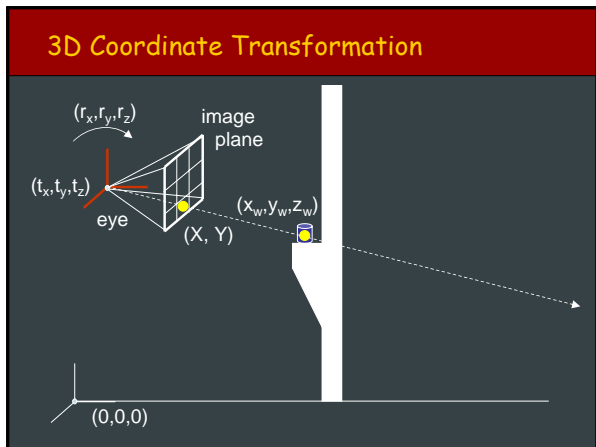 3D Coordinate Transformation
(rx,ry,rz)
image
plane
(tx,ty,tz)
eye
(xw,yw,zw)
(X, Y)
(0,0,0)